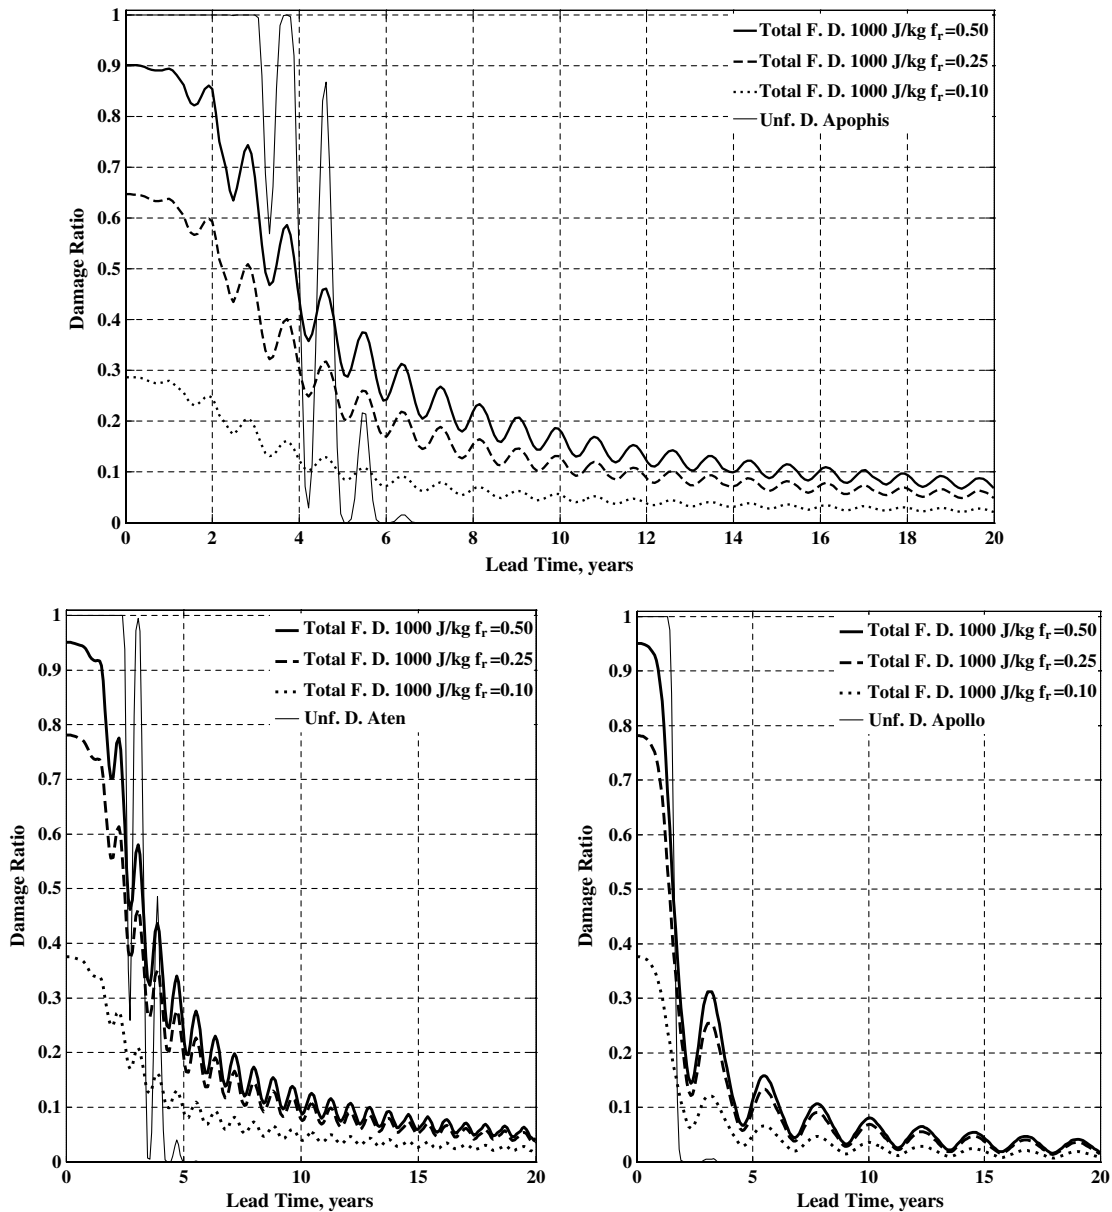 1
0.9
0.8
0.7
0.6
0.5
0.4
0.3
0.2
0.1
0
Damage Ratio
Total F. D. 1000 J/kg fr=0.50
Total F. D. 1000 J/kg fr=0.25
Total F. D. 1000 J/kg fr=0.10
Unf. D. Apophis
0 2 4 6 8 10 12 14 16 18 20
Lead Time, years
1
0.9
0.8
0.7
0.6
0.5
0.4
0.3
0.2
0.1
0
Damage Ratio
Total F. D. 1000 J/kg fr=0.50
Total F. D. 1000 J/kg fr=0.25
Total F. D. 1000 J/kg fr=0.10
Unf. D. Aten
0 5 10 15 20
Lead Time, years
1
0.9
0.8
0.7
0.6
0.5
0.4
0.3
0.2
0.1
0
Damage Ratio
Total F. D. 1000 J/kg fr=0.50
Total F. D. 1000 J/kg fr=0.25
Total F. D. 1000 J/kg fr=0.10
Unf. D. Apollo
0 5 10 15 20
Lead Time, years